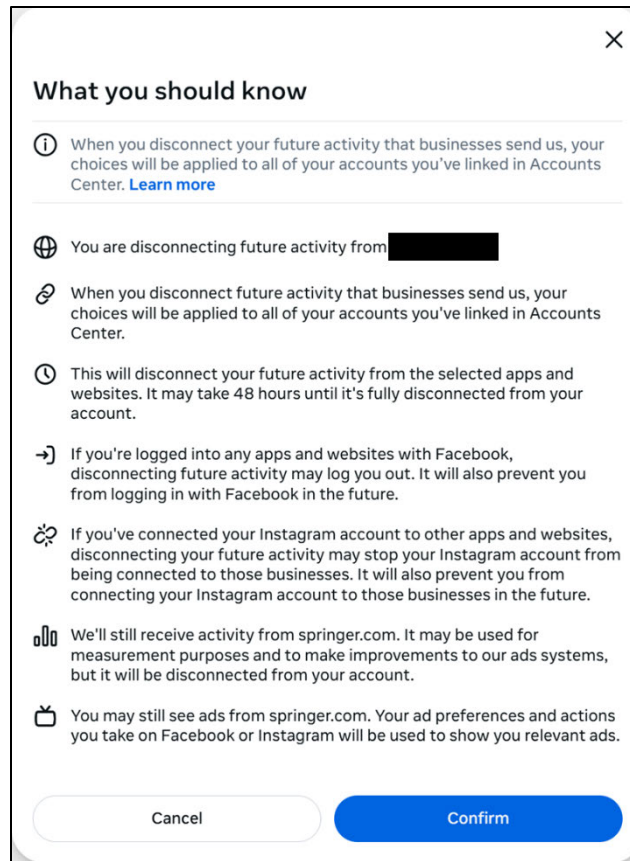 What you should know
When you disconnect your future activity that businesses send us, your
choices will be applied to all of your accounts you've linked in Accounts
Center. Learn more
You are disconnecting future activity from
When you disconnect future activity that businesses send us, your
choices will be applied to all of your accounts you've linked in Accounts
Center.
This will disconnect your future activity from the selected apps and
websites. It may take 48 hours until it's fully disconnected from your
account.
If you're logged into any apps and websites with Facebook,
disconnecting future activity may log you out. It will also prevent you
from logging in with Facebook in the future.
If you've connected your Instagram account to other apps and websites,
disconnecting your future activity may stop your Instagram account from
being connected to those businesses. It will also prevent you from
connecting your Instagram account to those businesses in the future.
We'll still receive activity from springer.com. It may be used for
measurement purposes and to make improvements to our ads systems,
but it will be disconnected from your account.
You may still see ads from springer.com. Your ad preferences and actions
you take on Facebook or Instagram will be used to show you relevant ads.
Cancel
Confirm